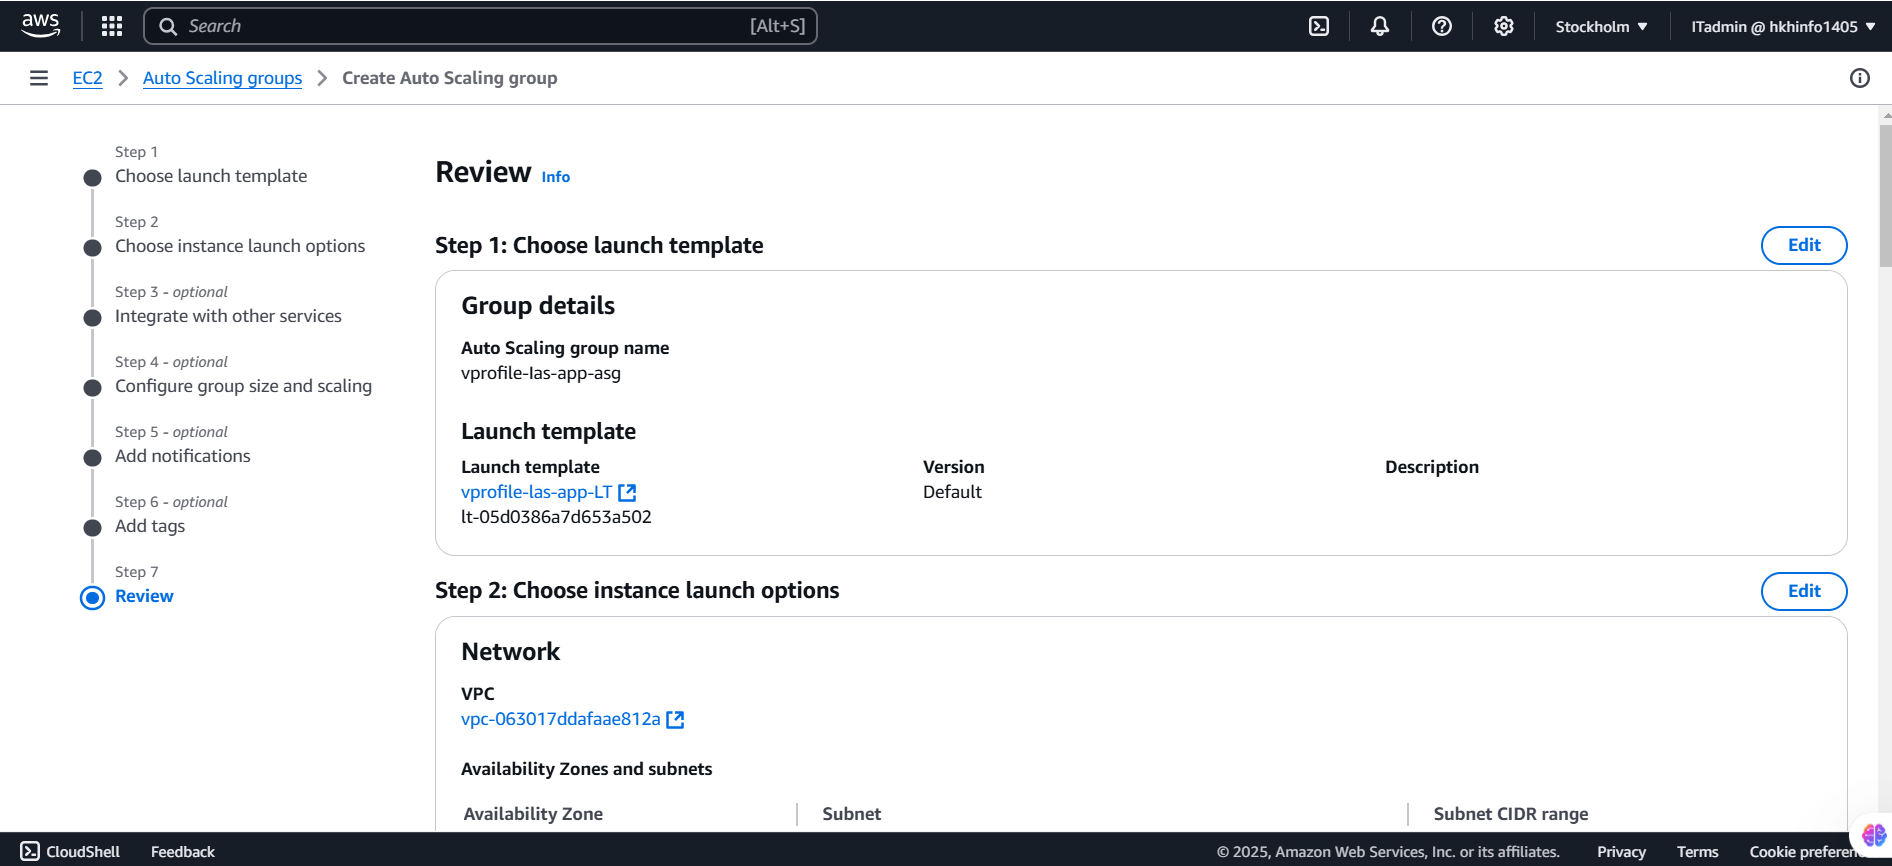 aws
Search [Alt+S]
Stockholm ITadmin @ hkhinfo1405
EC2 Auto Scaling groups Create Auto Scaling group
Step 1
Choose launch template
Step 2
Choose instance launch options
Step 3 - optional
Integrate with other services
Step 4 - optional
Configure group size and scaling
Step 5 - optional
Add notifications
Step 6 - optional
Add tags
Step 7
Review
Review Info
Step 1: Choose launch template
Edit
Group details
Auto Scaling group name
vprofile-las-app-asg
Launch template
Launch template Version Description
vprofile-las-app-LT Default
lt-05d0386a7d653a502
Step 2: Choose instance launch options
Edit
Network
VPC
vpc-063017ddafaae812a
Availability Zones and subnets
Availability Zone Subnet Subnet CIDR range
CloudShell Feedback © 2025, Amazon Web Services, Inc. or its affiliates. Privacy Terms Cookie preferen